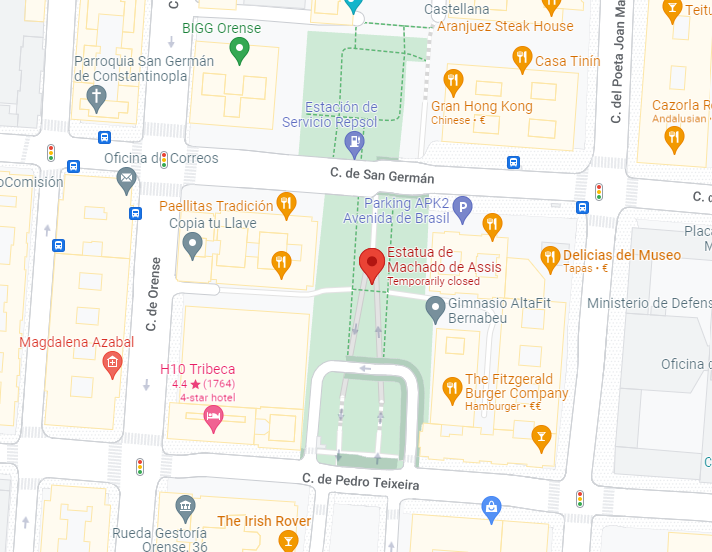 Castellana
Aranjuez Steak House
BIGG Orense
Casa Tinín
Parroquia San Germán
de Constantinopla
Gran Hong Kong
Chinese • €
Estación de
Servicio Repsol
C. del Poeta Joan Ma
Cazorla R
Andalusian •
Oficina de Correos
C. de San Germán
oComisión
Paellitas Tradición
Copia tu Llave
Parking APK2
Avenida de Brasil
Estatua de
Machado de Assis
Temporarily closed
Delicias del Museo
Tapas • €
Plac
M
C. de Orense
Gimnasio AltaFit
Bernabeu
Ministerio de Defens
Magdalena Azabal
H10 Tribeca
4.4 ★ (1764)
4-star hotel
The Fitzgerald
Burger Company
Hamburger • €€
Oficina d
C. de Pedro Teixeira
Rueda Gestoría
Orense, 36
The Irish Rover